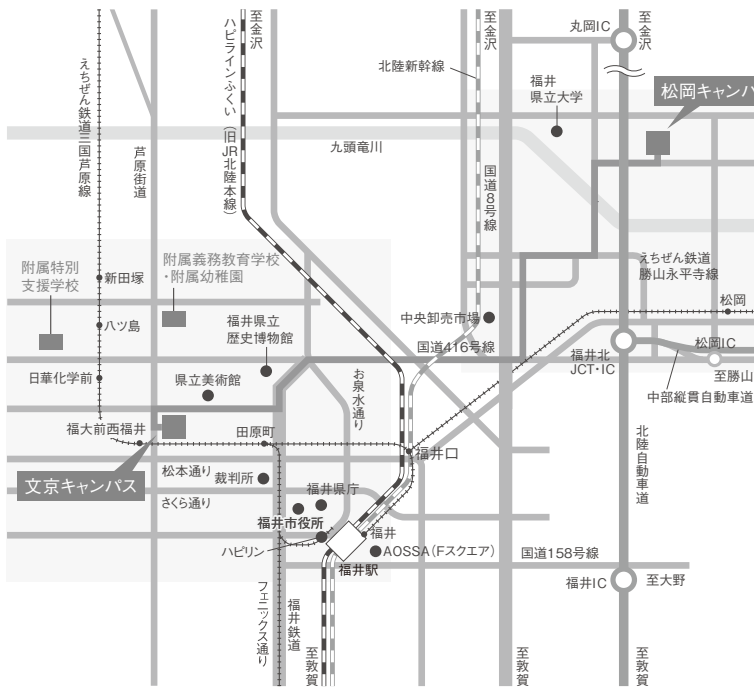 至金沢
至金沢
丸岡IC
至金沢
ハピラインふくい(旧JR北陸本線)
北陸新幹線
福井
県立大学
松岡キャンパ
えちぜん鉄道三国芦原線
芦原街道
九頭竜川
国道8号線
附属特別
支援学校
新田塚
附属義務教育学校
・附属幼稚園
えちぜん鉄道
勝山永平寺線
松岡
八ツ島
福井県立
歴史博物館
中央卸売市場
国道416号線
福井北
JCT・IC
松岡IC
至勝山
中部縦貫自動車道
日華化学前
県立美術館
お泉水通り
福大前西福井
田原町
福井口
北陸自動車道
文京キャンパス
松本通り
裁判所
さくら通り
福井県庁
福井市役所
ハピリン
福井
AOSSA(Fスクエア)
福井駅
国道158号線
福井IC
至大野
フェニックス通り
福井鉄道
至敦賀
至敦賀
至敦賀